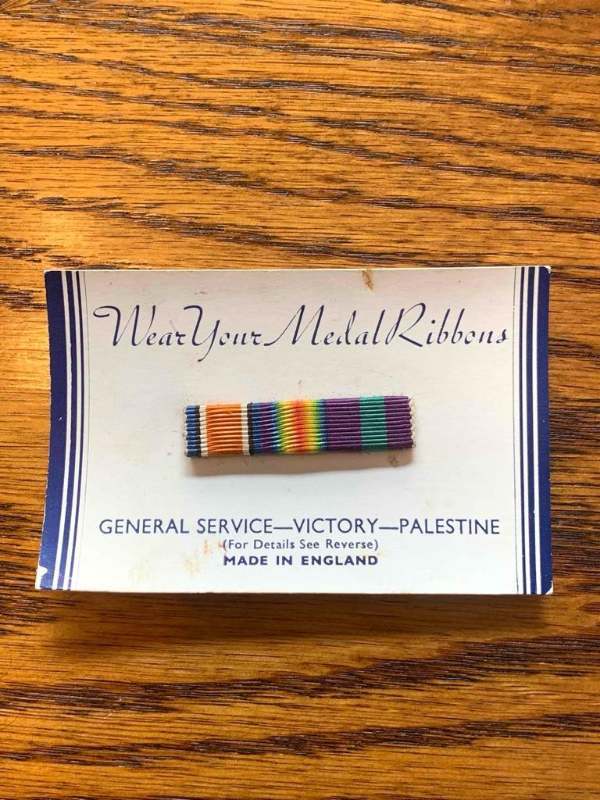 Wear Your Medal Ribbons
GENERAL SERVICE—VICTORY—PALESTINE
(For Details See Reverse)
MADE IN ENGLAND